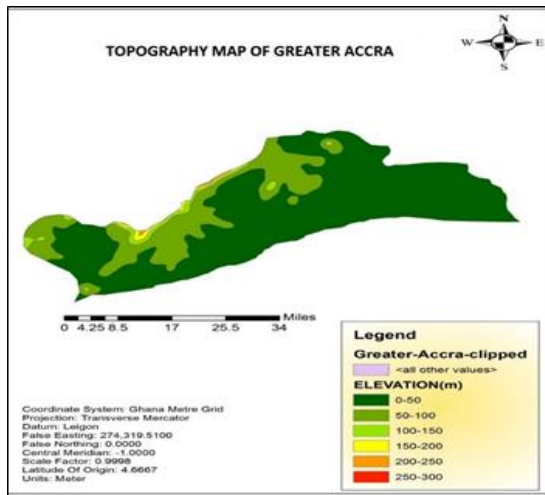 TOPOGRAPHY MAP OF GREATER ACCRA
N
W E
S
Miles
0 4.25 8.5 17 25.5 34
Legend
Greater-Accra-clipped
<all other values>
ELEVATION(m)
0-50
50-100
100-150
150-200
200-250
250-300
Coordinate System: Ghana Metre Grid
Projection: Transverse Mercator
Datum: Leigon
False Easting: 274,319.5100
False Northing: 0.0000
Central Meridian: -1.0000
Scale Factor: 0.9998
Latitude Of Origin: 4.6667
Units: Meter